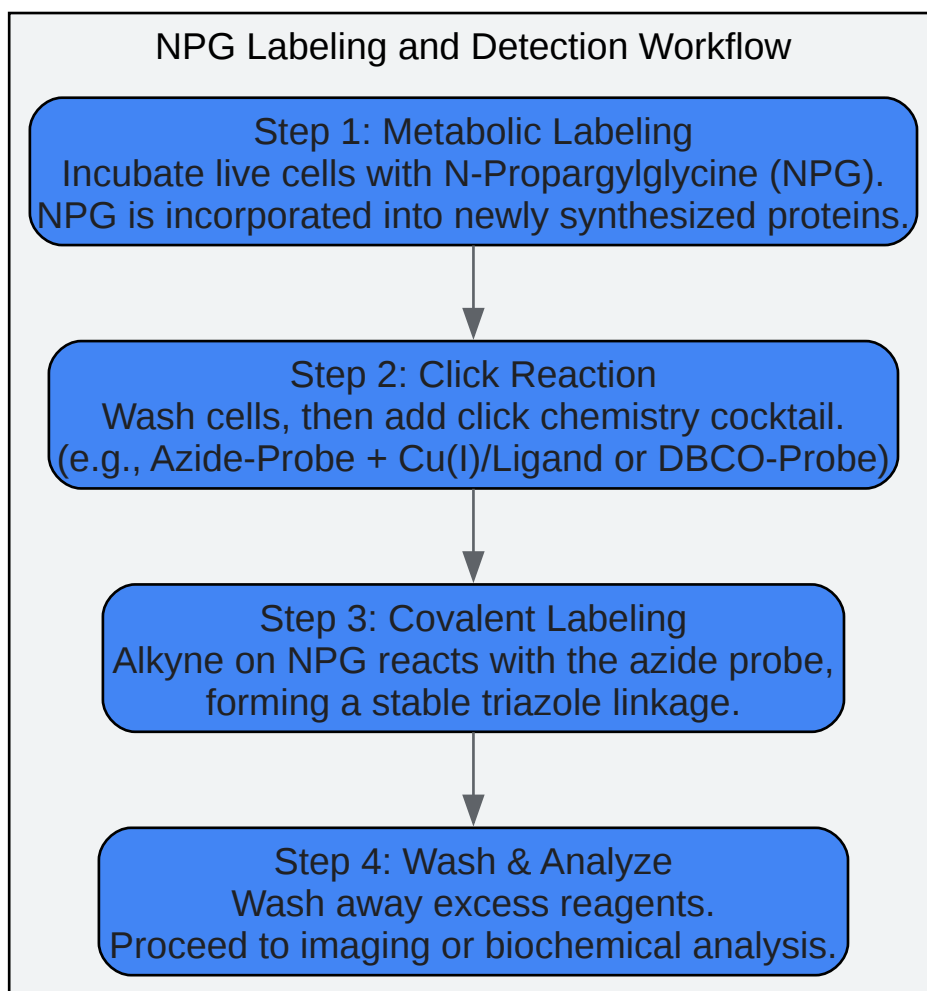 NPG Labeling and Detection Workflow
Step 1: Metabolic Labeling
Incubate live cells with N-Propargylglycine (NPG).
NPG is incorporated into newly synthesized proteins.
Step 2: Click Reaction
Wash cells, then add click chemistry cocktail.
(e.g., Azide-Probe + Cu(I)/Ligand or DBCO-Probe)
Step 3: Covalent Labeling
Alkyne on NPG reacts with the azide probe,
forming a stable triazole linkage.
Step 4: Wash & Analyze
Wash away excess reagents.
Proceed to imaging or biochemical analysis.